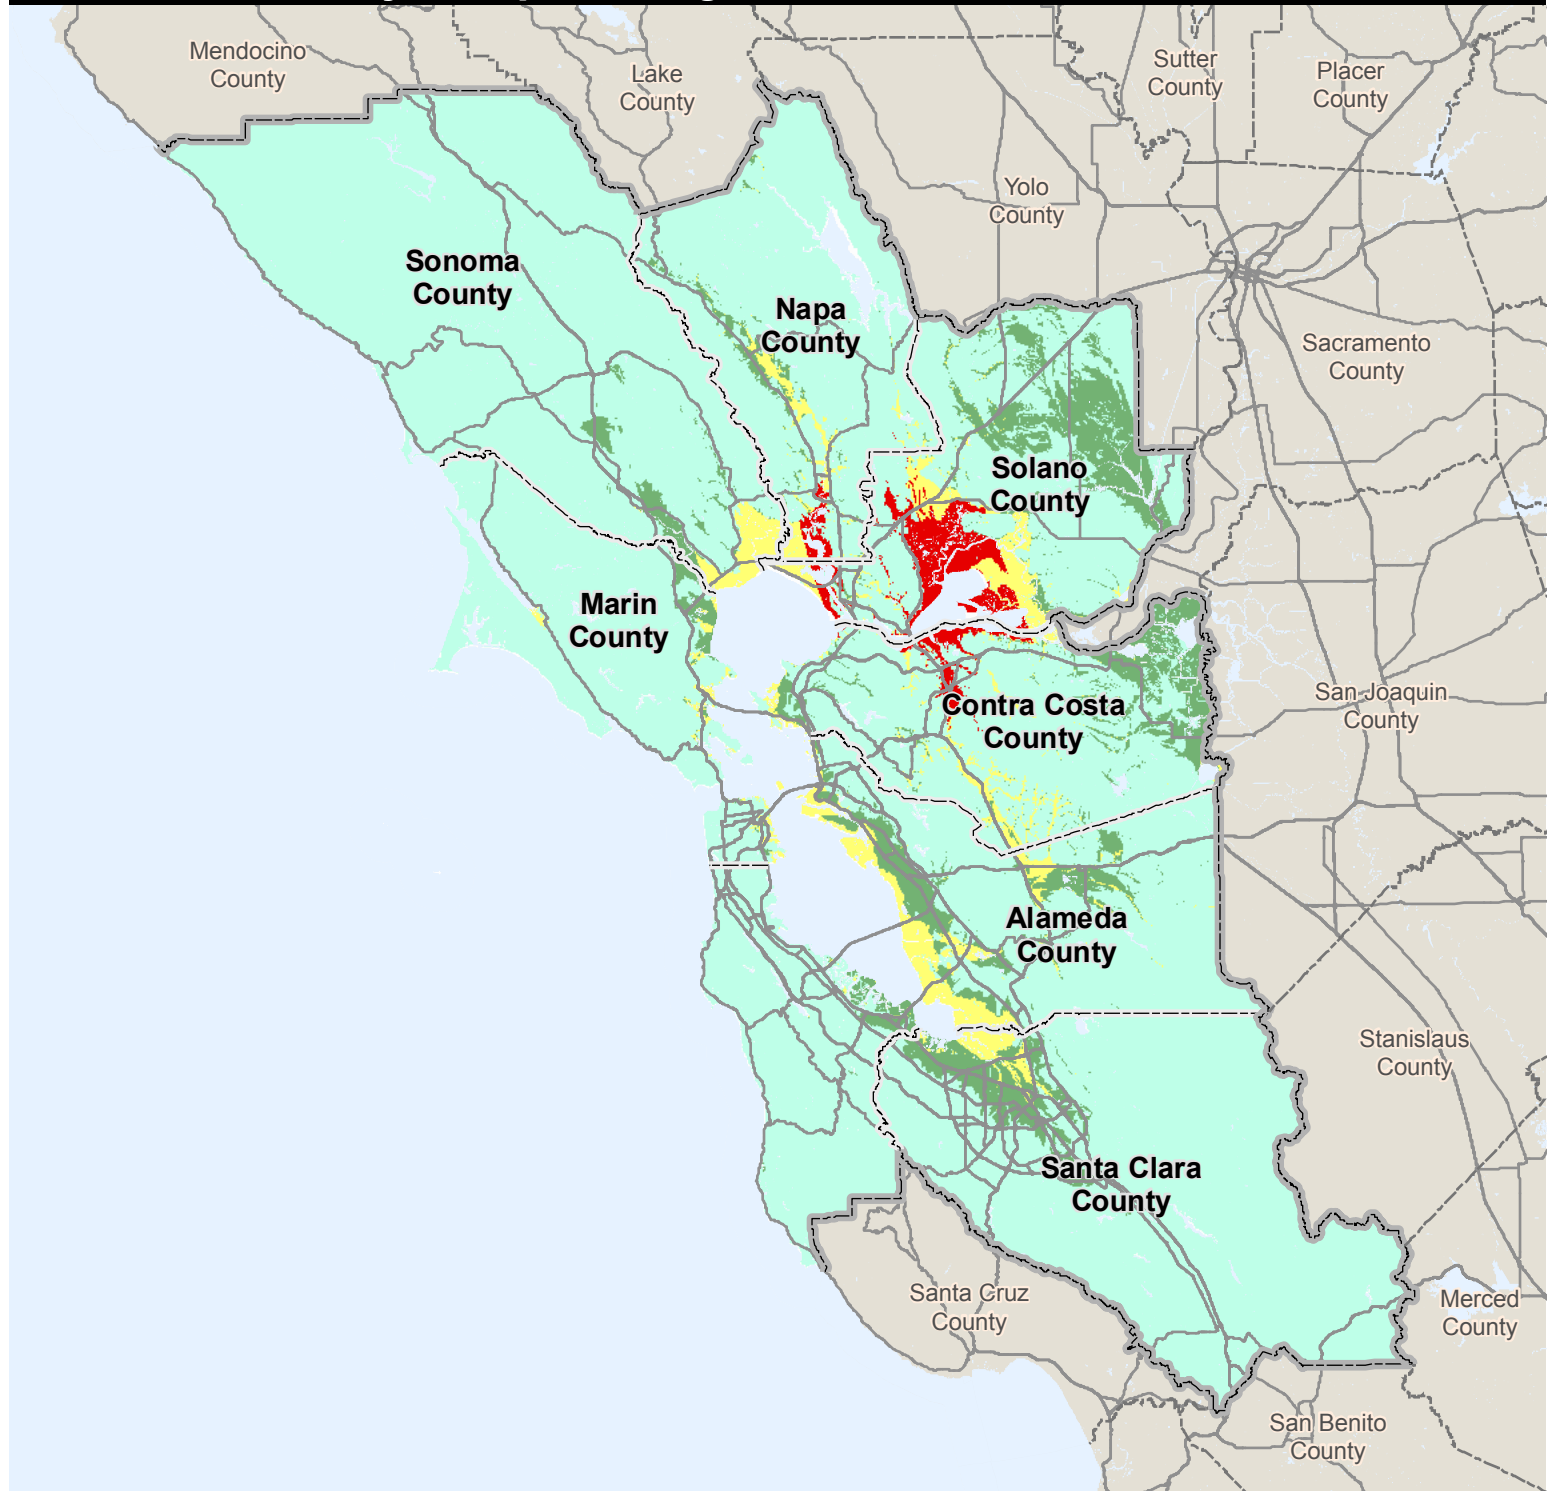 Mendocino
County
Lake
County
Sutter
County
Placer
County
Yolo
County
Sonoma
County
Napa
County
Sacramento
County
Solano
County
Marin
County
Contra Costa
County
San Joaquin
County
Alameda
County
Stanislaus
County
Santa Clara
County
Santa Cruz
County
Merced
County
San Benito
County